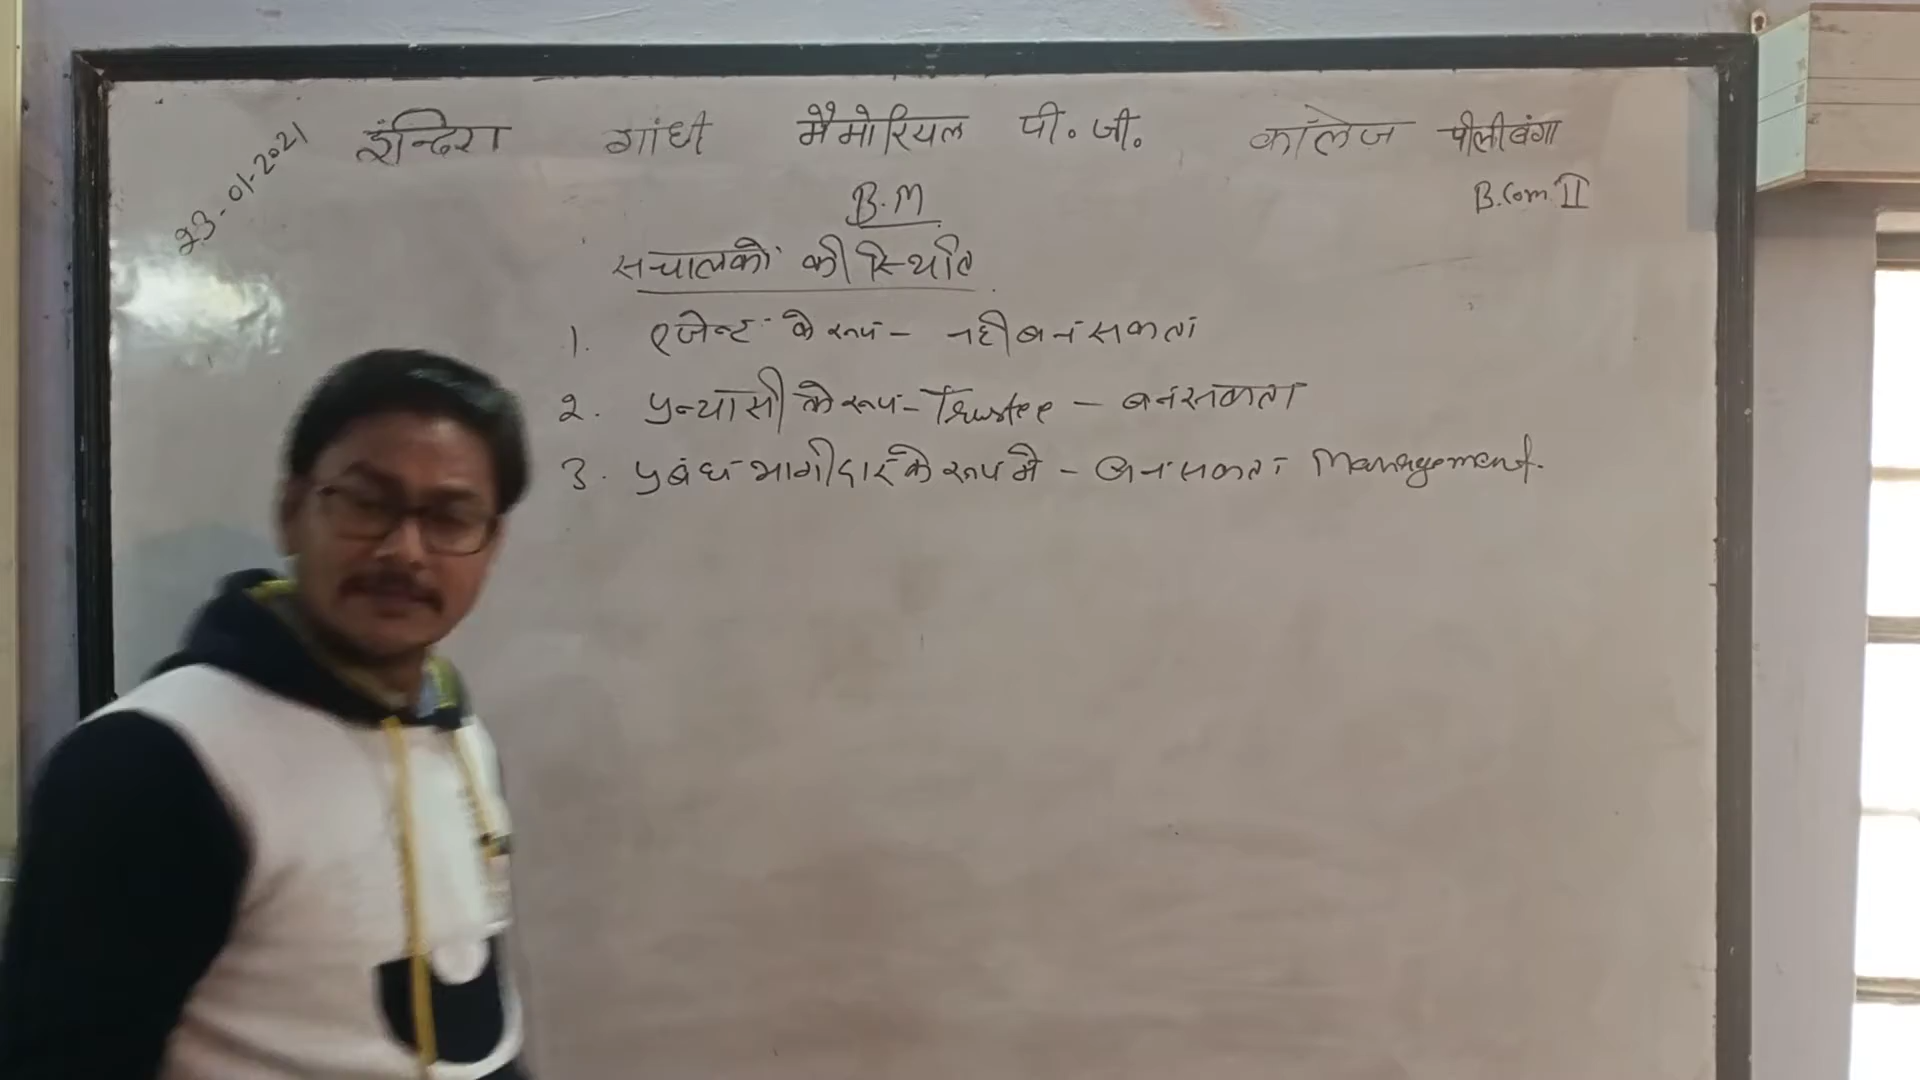 23-01-2021
इन्दिरा गांधी मैमोरियल पी. जी. कॉलेज पीलीबंगा
B.M
B.Com. II
सचालको की स्थिति
1. एजेन्ट के रूप - नही बन सकता
2. प्रन्यासी के रूप - Trustee - बन सकता
3. प्रबंध भागीदार के रूप मे - बन सकता Management.